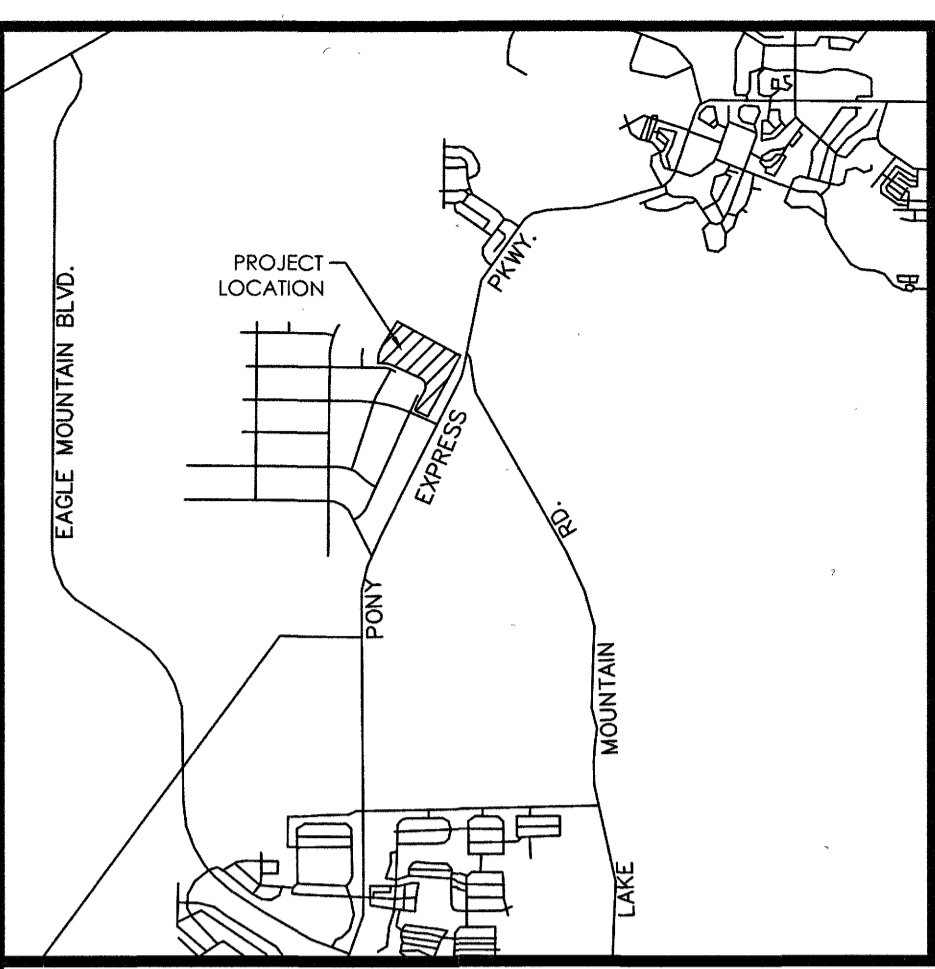 PROJECT
LOCATION
EAGLE MOUNTAIN BLVD.
PONY EXPRESS PKWY.
LAKE MOUNTAIN RD.